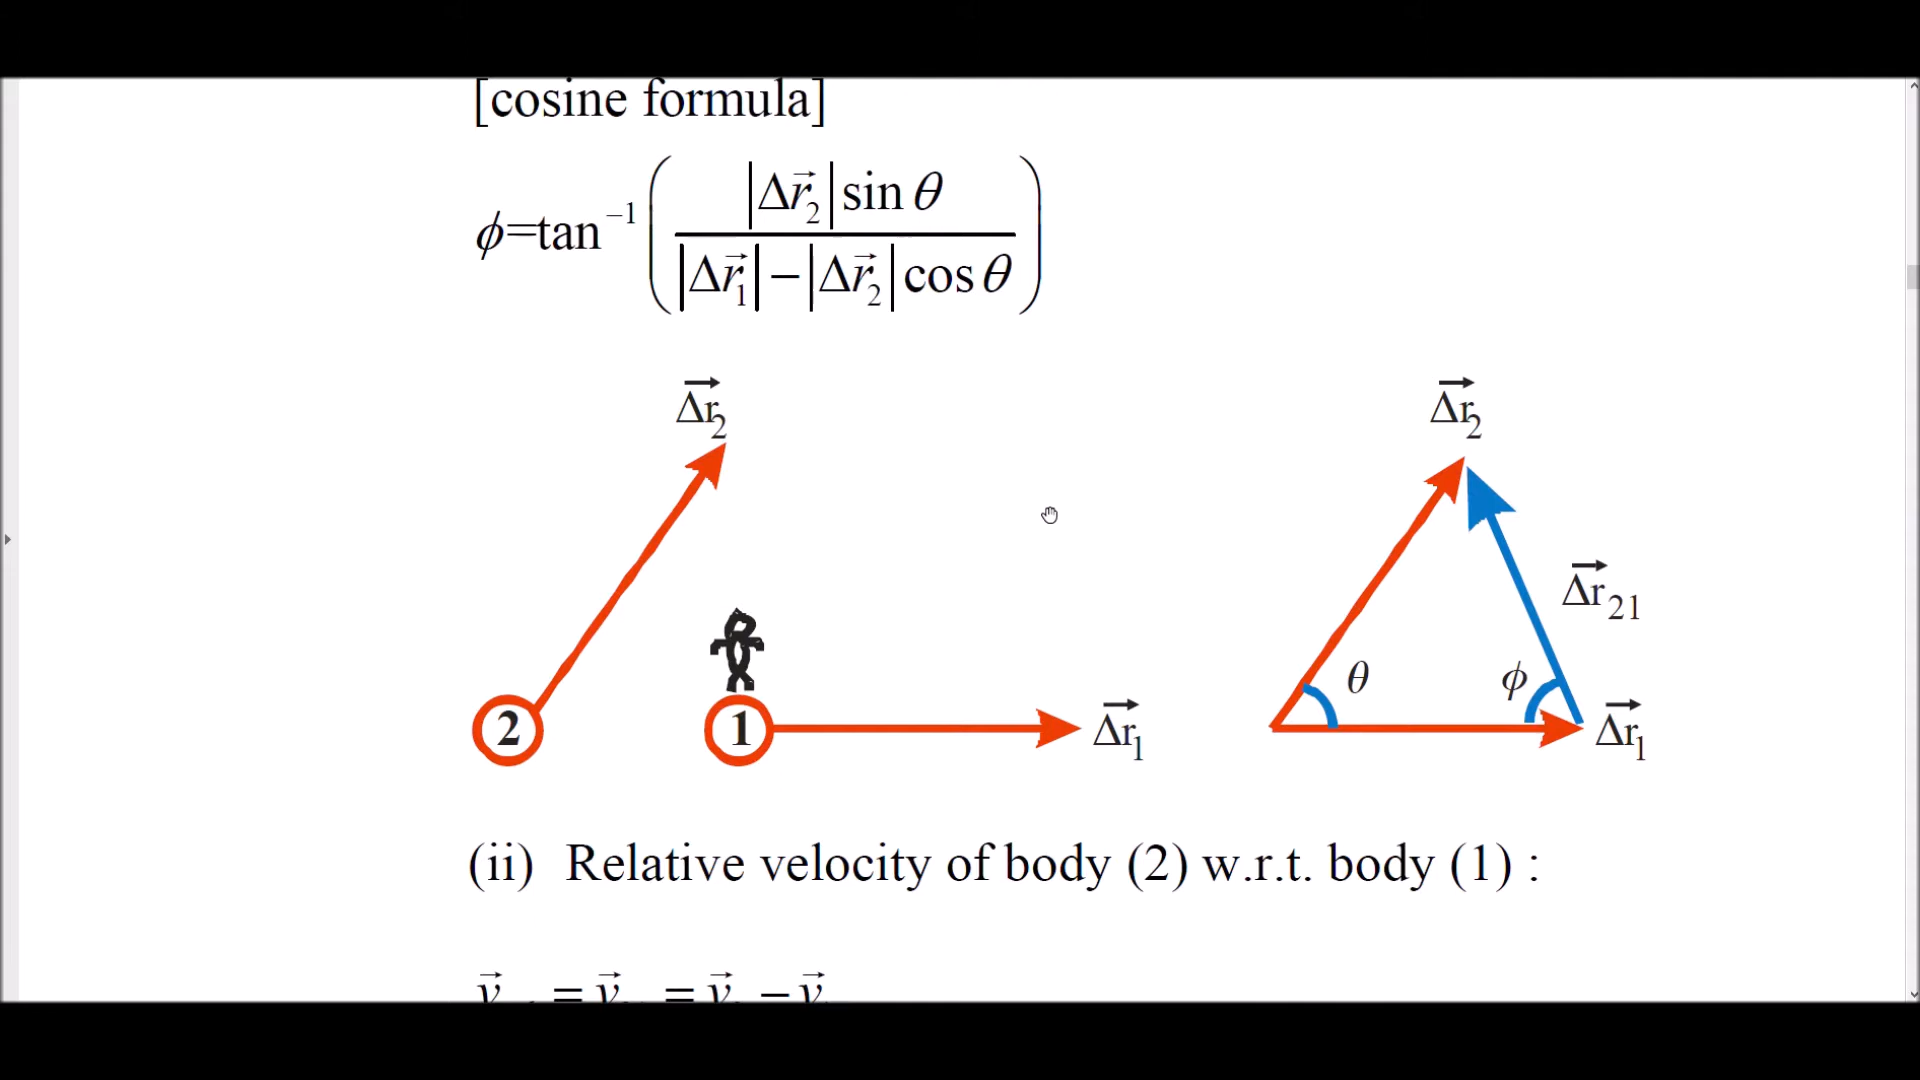 [cosine formula]
ϕ=tan⁻¹(|Δr⃗₂| sin θ / |Δr⃗₁| − |Δr⃗₂| cos θ)
Δr⃗₂
Δr⃗₂
Δr⃗₂₁
θ
ϕ
2
1
Δr⃗₁
Δr⃗₁
(ii) Relative velocity of body (2) w.r.t. body (1) :
v⃗ = v⃗ = v⃗ − v⃗